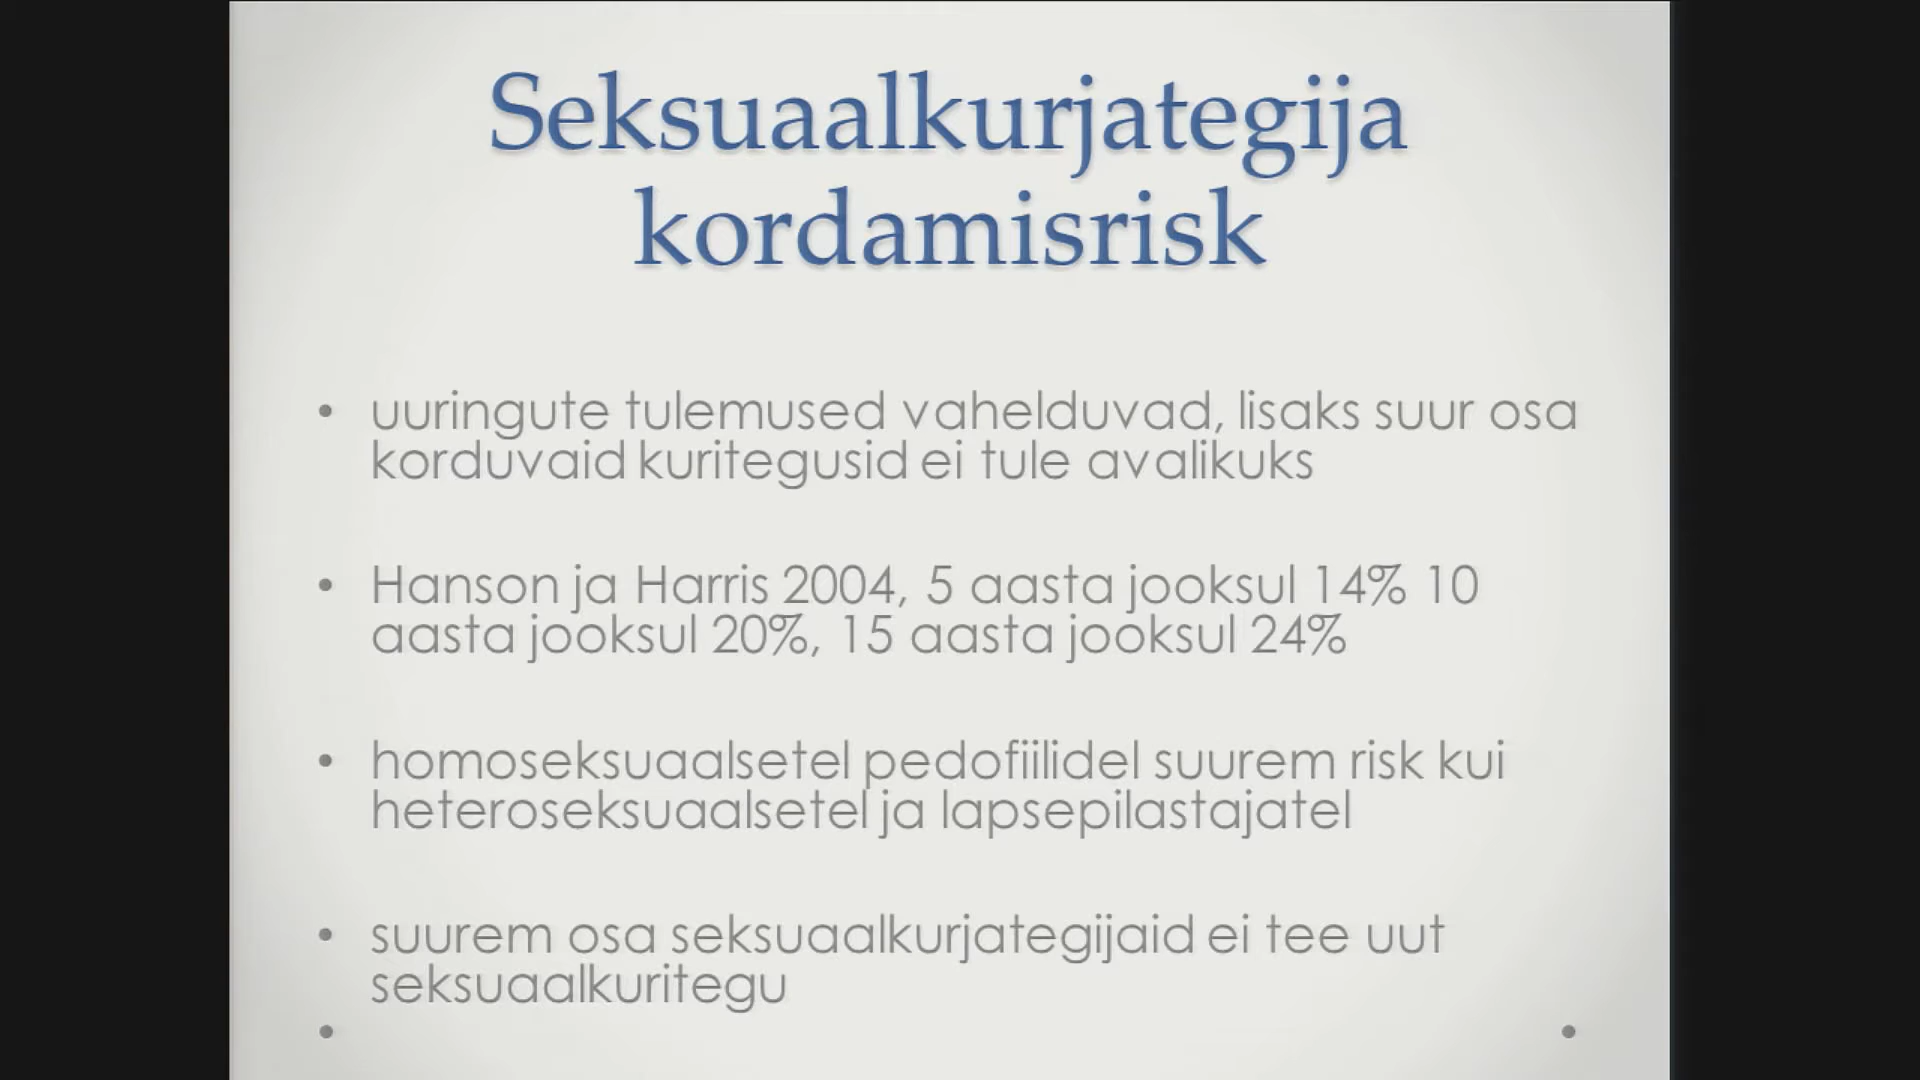 Seksuaalkurjategija
kordamisrisk
• uuringute tulemused vahelduvad, lisaks suur osa
korduvaid kuritegusid ei tule avalikuks
• Hanson ja Harris 2004, 5 aasta jooksul 14% 10
aasta jooksul 20%, 15 aasta jooksul 24%
• homoseksuaalsetel pedofiilidel suurem risk kui
heteroseksuaalsetel ja lapsepilastajatel
• suurem osa seksuaalkurjategijaid ei tee uut
seksuaalkuritegu